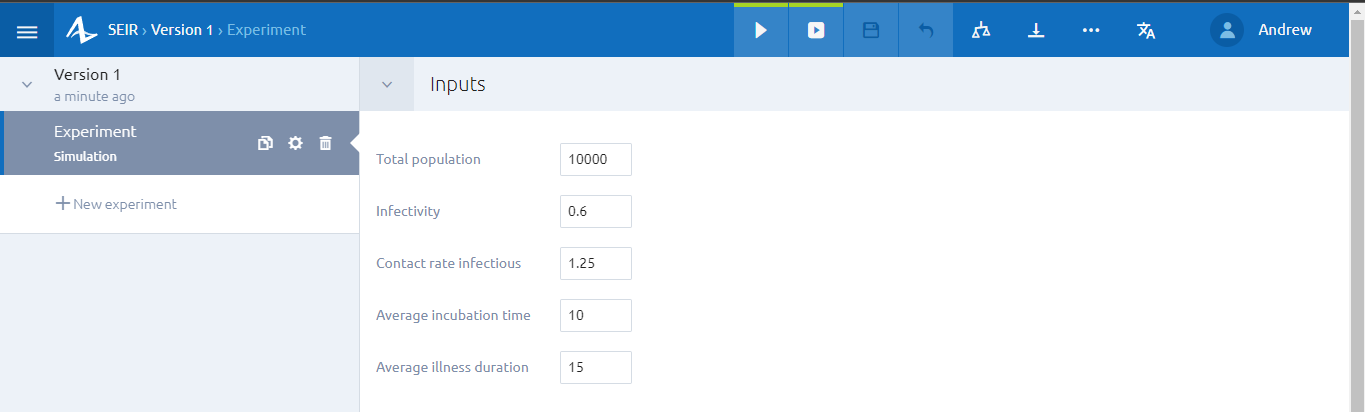 SEIR › Version 1 › Experiment
Andrew
Version 1
a minute ago
Experiment
Simulation
New experiment
Inputs
Total population 10000
Infectivity 0.6
Contact rate infectious 1.25
Average incubation time 10
Average illness duration 15